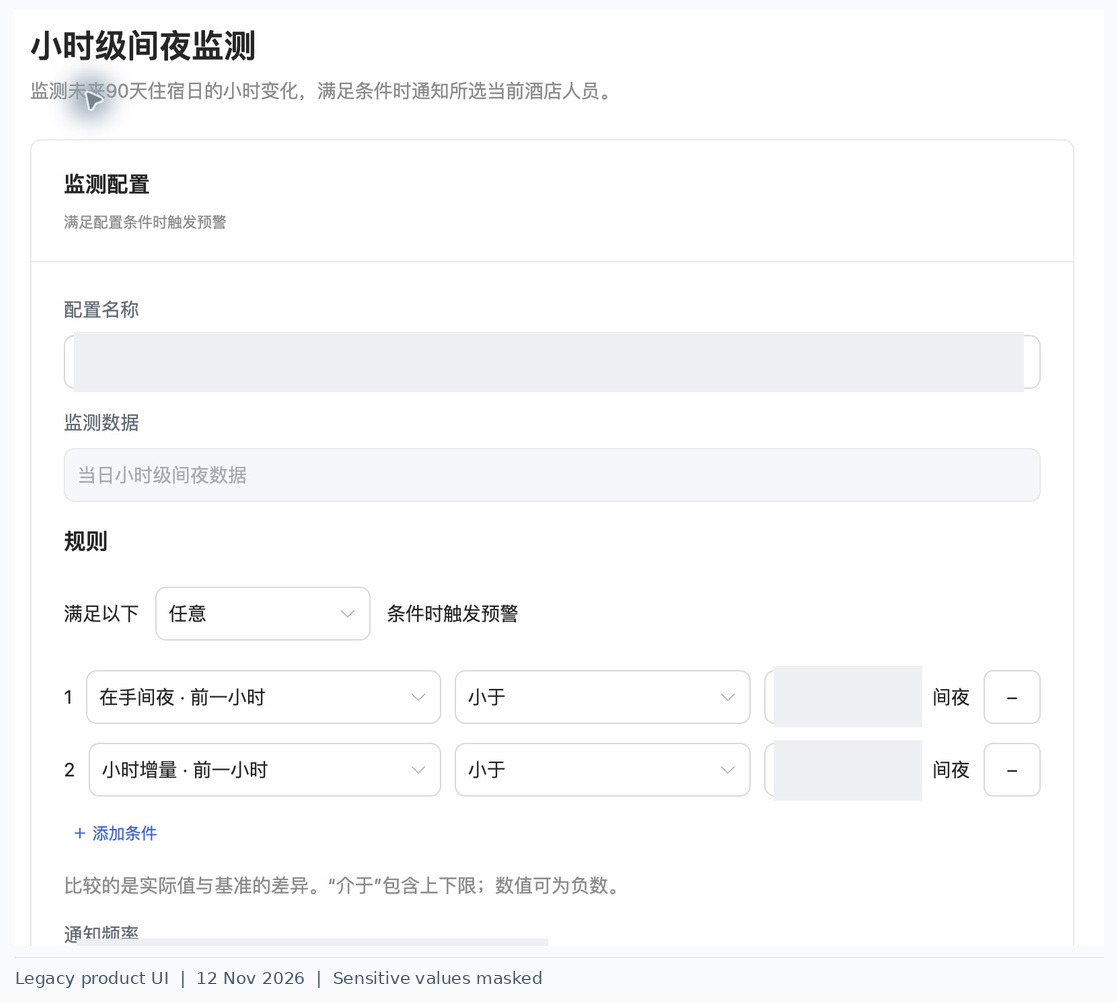 小时级间夜监测
监测未来90天住宿日的小时变化，满足条件时通知所选当前酒店人员。
监测配置
满足配置条件时触发预警
配置名称
监测数据
当日小时级间夜数据
规则
满足以下 任意 条件时触发预警
1 在手间夜 · 前一小时 小于 间夜 −
2 小时增量 · 前一小时 小于 间夜 −
+ 添加条件
比较的是实际值与基准的差异。“介于”包含上下限；数值可为负数。
通知频率
Legacy product UI | 12 Nov 2026 | Sensitive values masked